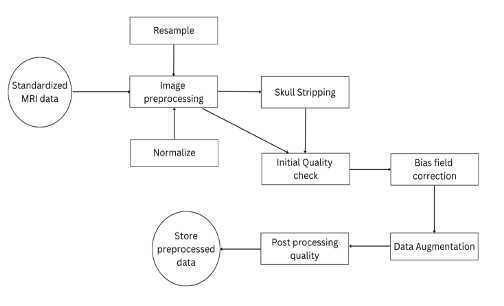 Resample
Standardized
MRI data
Image
preprocessing
Skull Stripping
Normalize
Initial Quality
check
Bias field
correction
Store
preprocessed
data
Post processing
quality
Data Augmentation